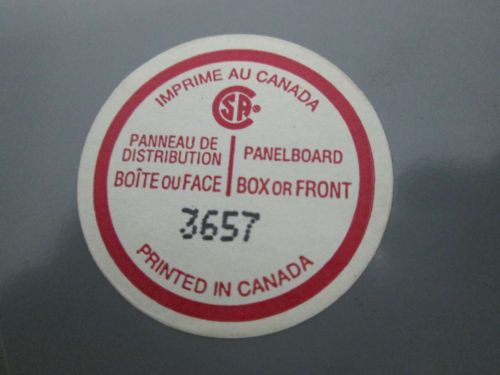 IMPRIME AU CANADA
CSA®
PANNEAU DE
DISTRIBUTION
BOÎTE OU FACE
PANELBOARD
BOX OR FRONT
3657
PRINTED IN CANADA